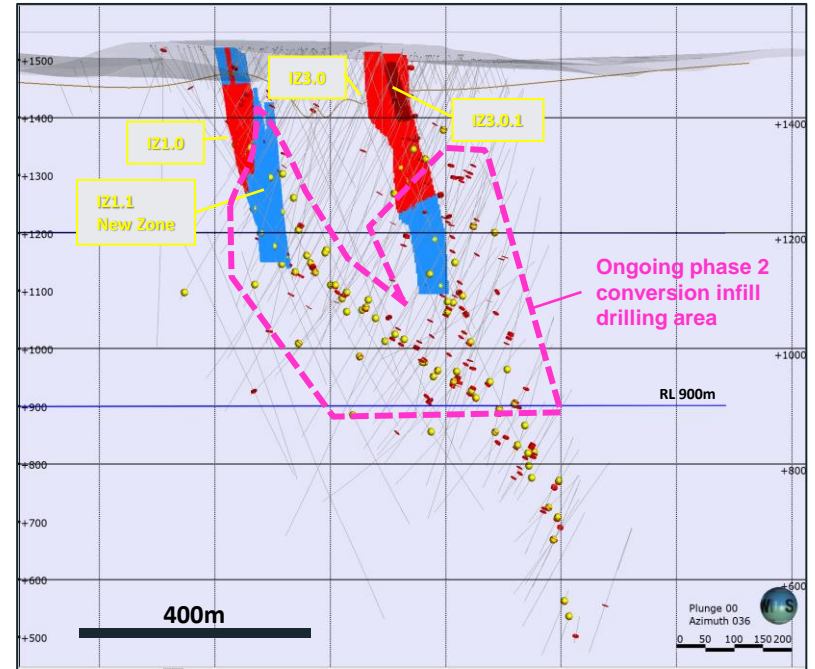 +1500
+1400
+1300
+1200
+1100
+1000
+900
+800
+700
+600
+500
+1400
+1200
+1000
+800
+600
IZ3.0
IZ3.0.1
IZ1.0
IZ1.1
New Zone
Ongoing phase 2
conversion infill
drilling area
RL 900m
400m
Plunge 00
Azimuth 036
0 50 100 150 200